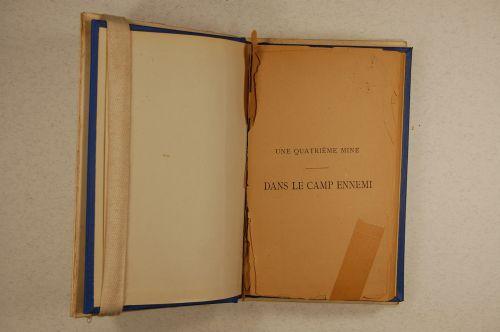 UNE QUATRIÈME MINE
DANS LE CAMP ENNEMI